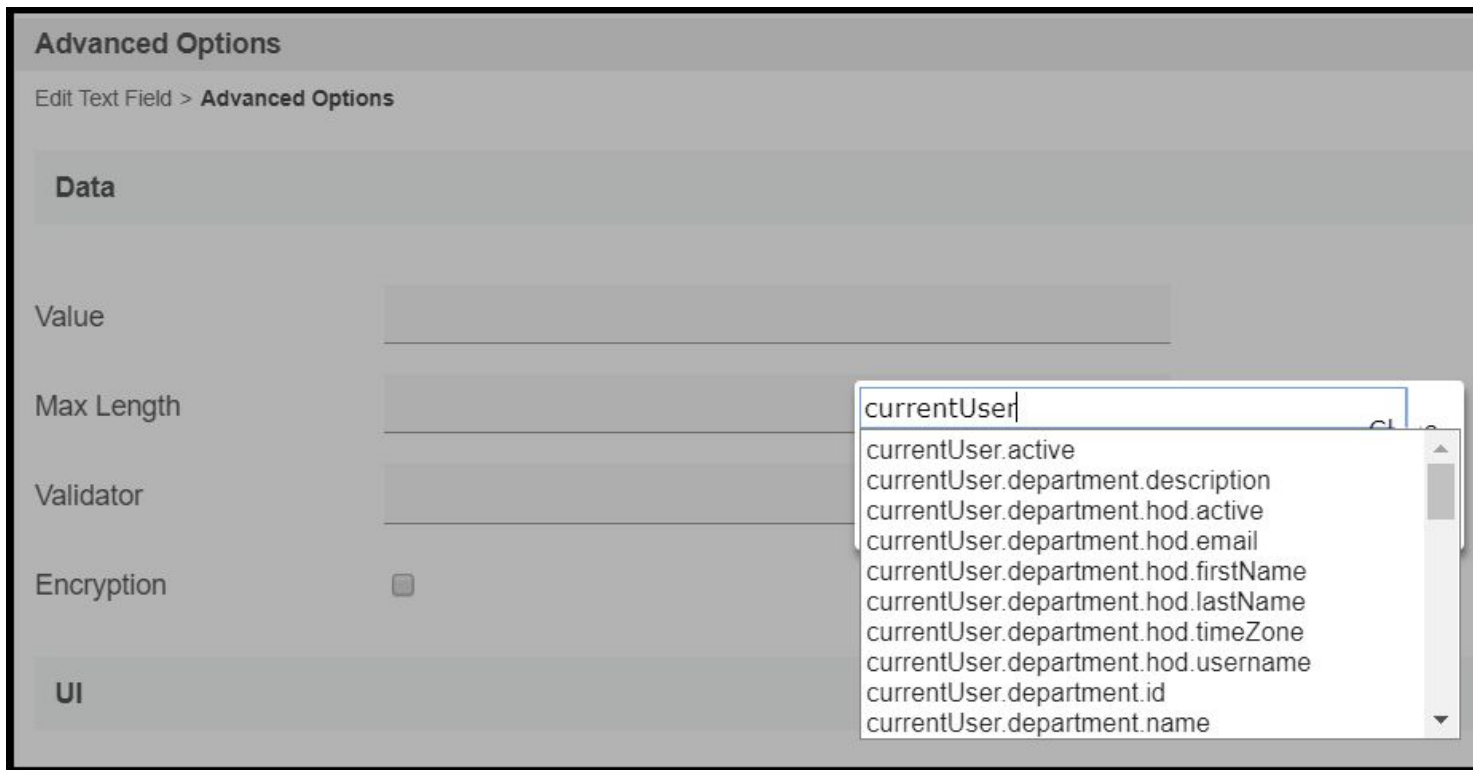 Advanced Options
Edit Text Field > Advanced Options
Data
Value
Max Length
Validator
Encryption
UI
currentUser
currentUser.active
currentUser.department.description
currentUser.department.hod.active
currentUser.department.hod.email
currentUser.department.hod.firstName
currentUser.department.hod.lastName
currentUser.department.hod.timeZone
currentUser.department.hod.username
currentUser.department.id
currentUser.department.name